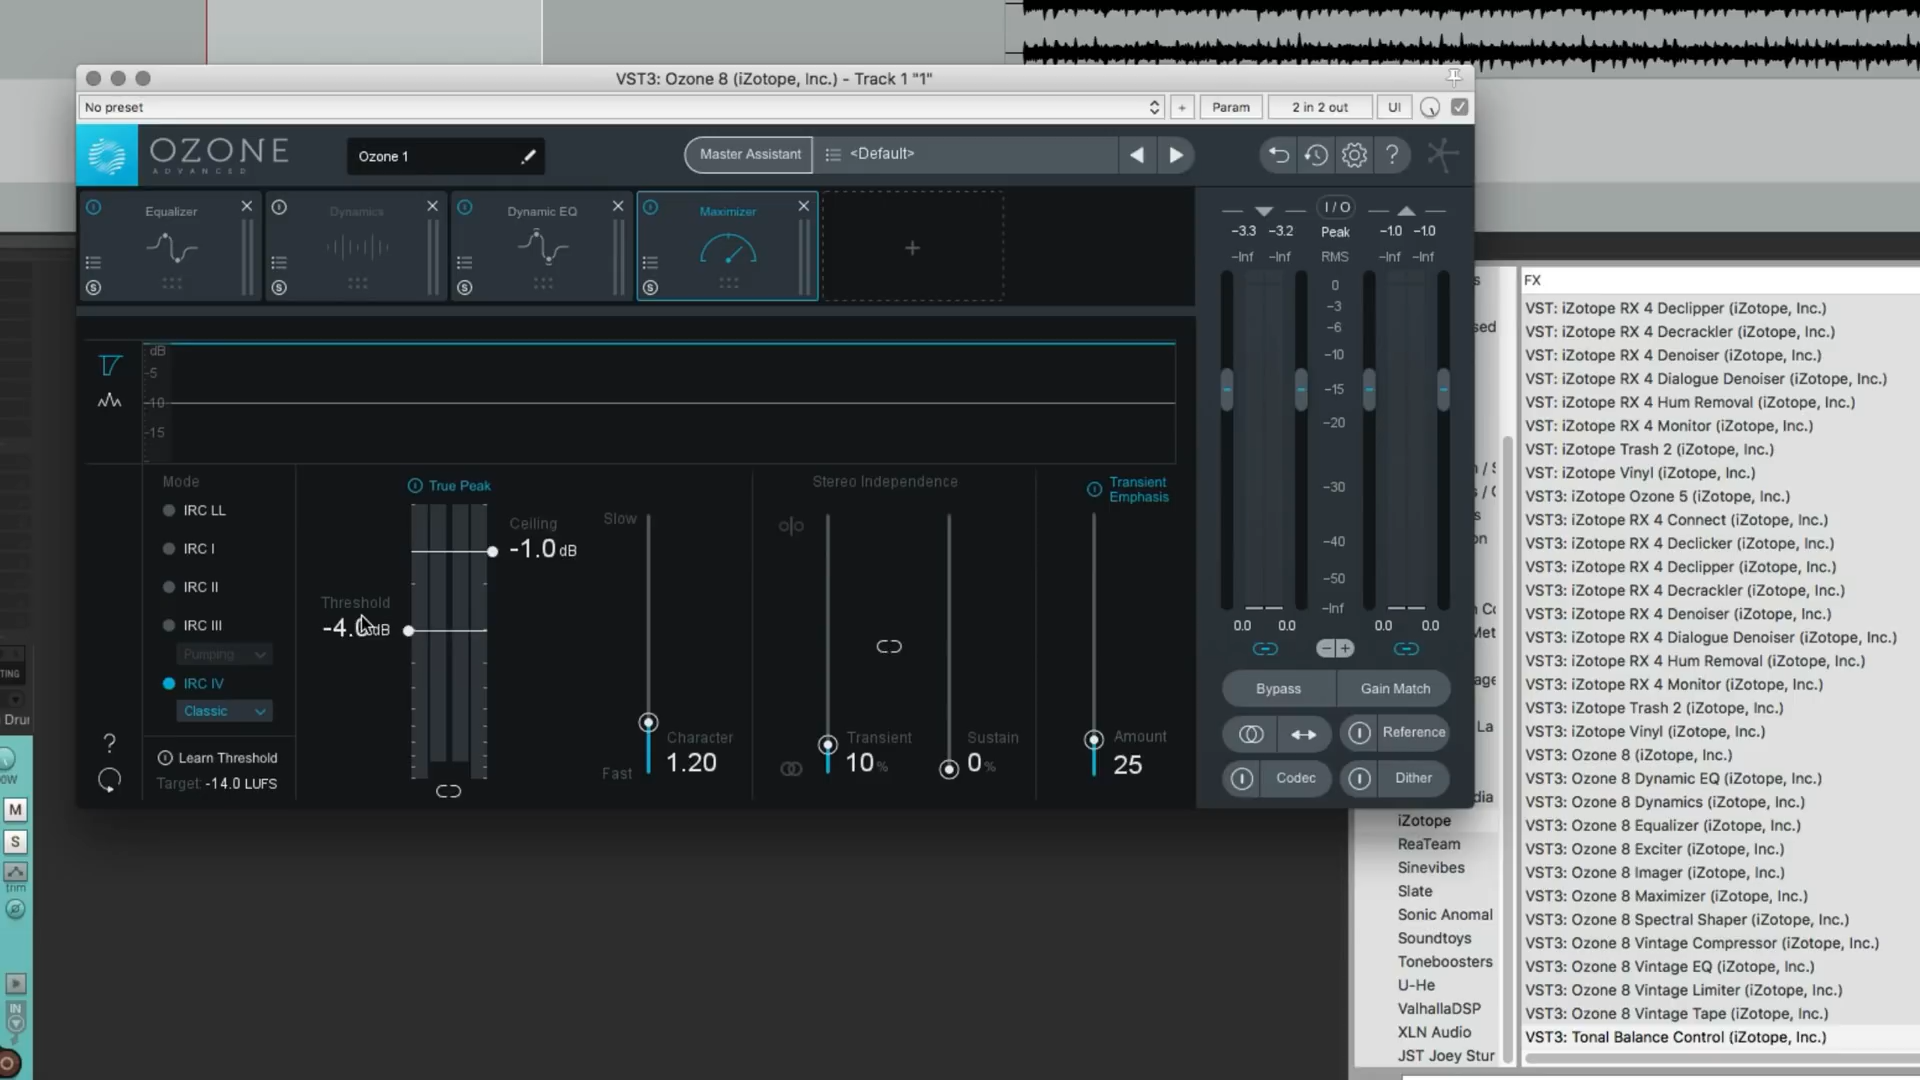 VST3: Ozone 8 (iZotope, Inc.) - Track 1 "1"
No preset
+
Param
2 in 2 out
UI
OZONE
ADVANCED
Ozone 1
Master Assistant
<Default>
?
Equalizer
Dynamics
Dynamic EQ
Maximizer
S
S
S
S
+
I / O
-3.3 -3.2 Peak -1.0 -1.0
-Inf -Inf RMS -Inf -Inf
0
-3
-6
-10
-15
-20
-30
-40
-50
-Inf
0.0 0.0 0.0 0.0
Bypass
Gain Match
Reference
Codec
Dither
dB
-5
-10
-15
Mode
IRC LL
IRC I
IRC II
IRC III
Pumping
IRC IV
Classic
Learn Threshold
Target: -14.0 LUFS
?
True Peak
Ceiling
-1.0 dB
Threshold
dB
Slow
Character
1.20
Fast
Stereo Independence
Transient
10 %
Sustain
0 %
Transient
Emphasis
Amount
25
M
S
trim
IN
TING
Dru
iZotope
ReaTeam
Sinevibes
Slate
Sonic Anomal
Soundtoys
Toneboosters
U-He
ValhallaDSP
XLN Audio
JST Joey Stur
FX
VST: iZotope RX 4 Declipper (iZotope, Inc.)
VST: iZotope RX 4 Decrackler (iZotope, Inc.)
VST: iZotope RX 4 Denoiser (iZotope, Inc.)
VST: iZotope RX 4 Dialogue Denoiser (iZotope, Inc.)
VST: iZotope RX 4 Hum Removal (iZotope, Inc.)
VST: iZotope RX 4 Monitor (iZotope, Inc.)
VST: iZotope Trash 2 (iZotope, Inc.)
VST: iZotope Vinyl (iZotope, Inc.)
VST3: iZotope Ozone 5 (iZotope, Inc.)
VST3: iZotope RX 4 Connect (iZotope, Inc.)
VST3: iZotope RX 4 Declicker (iZotope, Inc.)
VST3: iZotope RX 4 Declipper (iZotope, Inc.)
VST3: iZotope RX 4 Decrackler (iZotope, Inc.)
VST3: iZotope RX 4 Denoiser (iZotope, Inc.)
VST3: iZotope RX 4 Dialogue Denoiser (iZotope, Inc.)
VST3: iZotope RX 4 Hum Removal (iZotope, Inc.)
VST3: iZotope RX 4 Monitor (iZotope, Inc.)
VST3: iZotope Trash 2 (iZotope, Inc.)
VST3: iZotope Vinyl (iZotope, Inc.)
VST3: Ozone 8 (iZotope, Inc.)
VST3: Ozone 8 Dynamic EQ (iZotope, Inc.)
VST3: Ozone 8 Dynamics (iZotope, Inc.)
VST3: Ozone 8 Equalizer (iZotope, Inc.)
VST3: Ozone 8 Exciter (iZotope, Inc.)
VST3: Ozone 8 Imager (iZotope, Inc.)
VST3: Ozone 8 Maximizer (iZotope, Inc.)
VST3: Ozone 8 Spectral Shaper (iZotope, Inc.)
VST3: Ozone 8 Vintage Compressor (iZotope, Inc.)
VST3: Ozone 8 Vintage EQ (iZotope, Inc.)
VST3: Ozone 8 Vintage Limiter (iZotope, Inc.)
VST3: Ozone 8 Vintage Tape (iZotope, Inc.)
VST3: Tonal Balance Control (iZotope, Inc.)